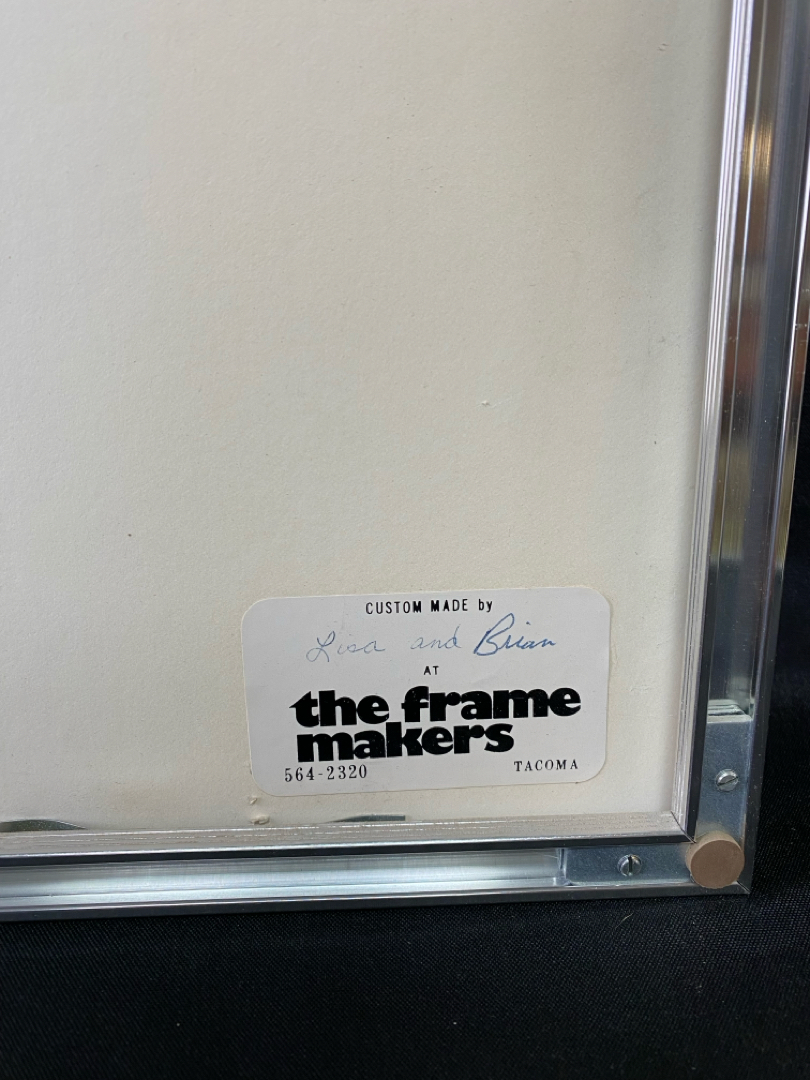 CUSTOM MADE by
Lisa and Brian
AT
the frame
makers
564-2320 TACOMA